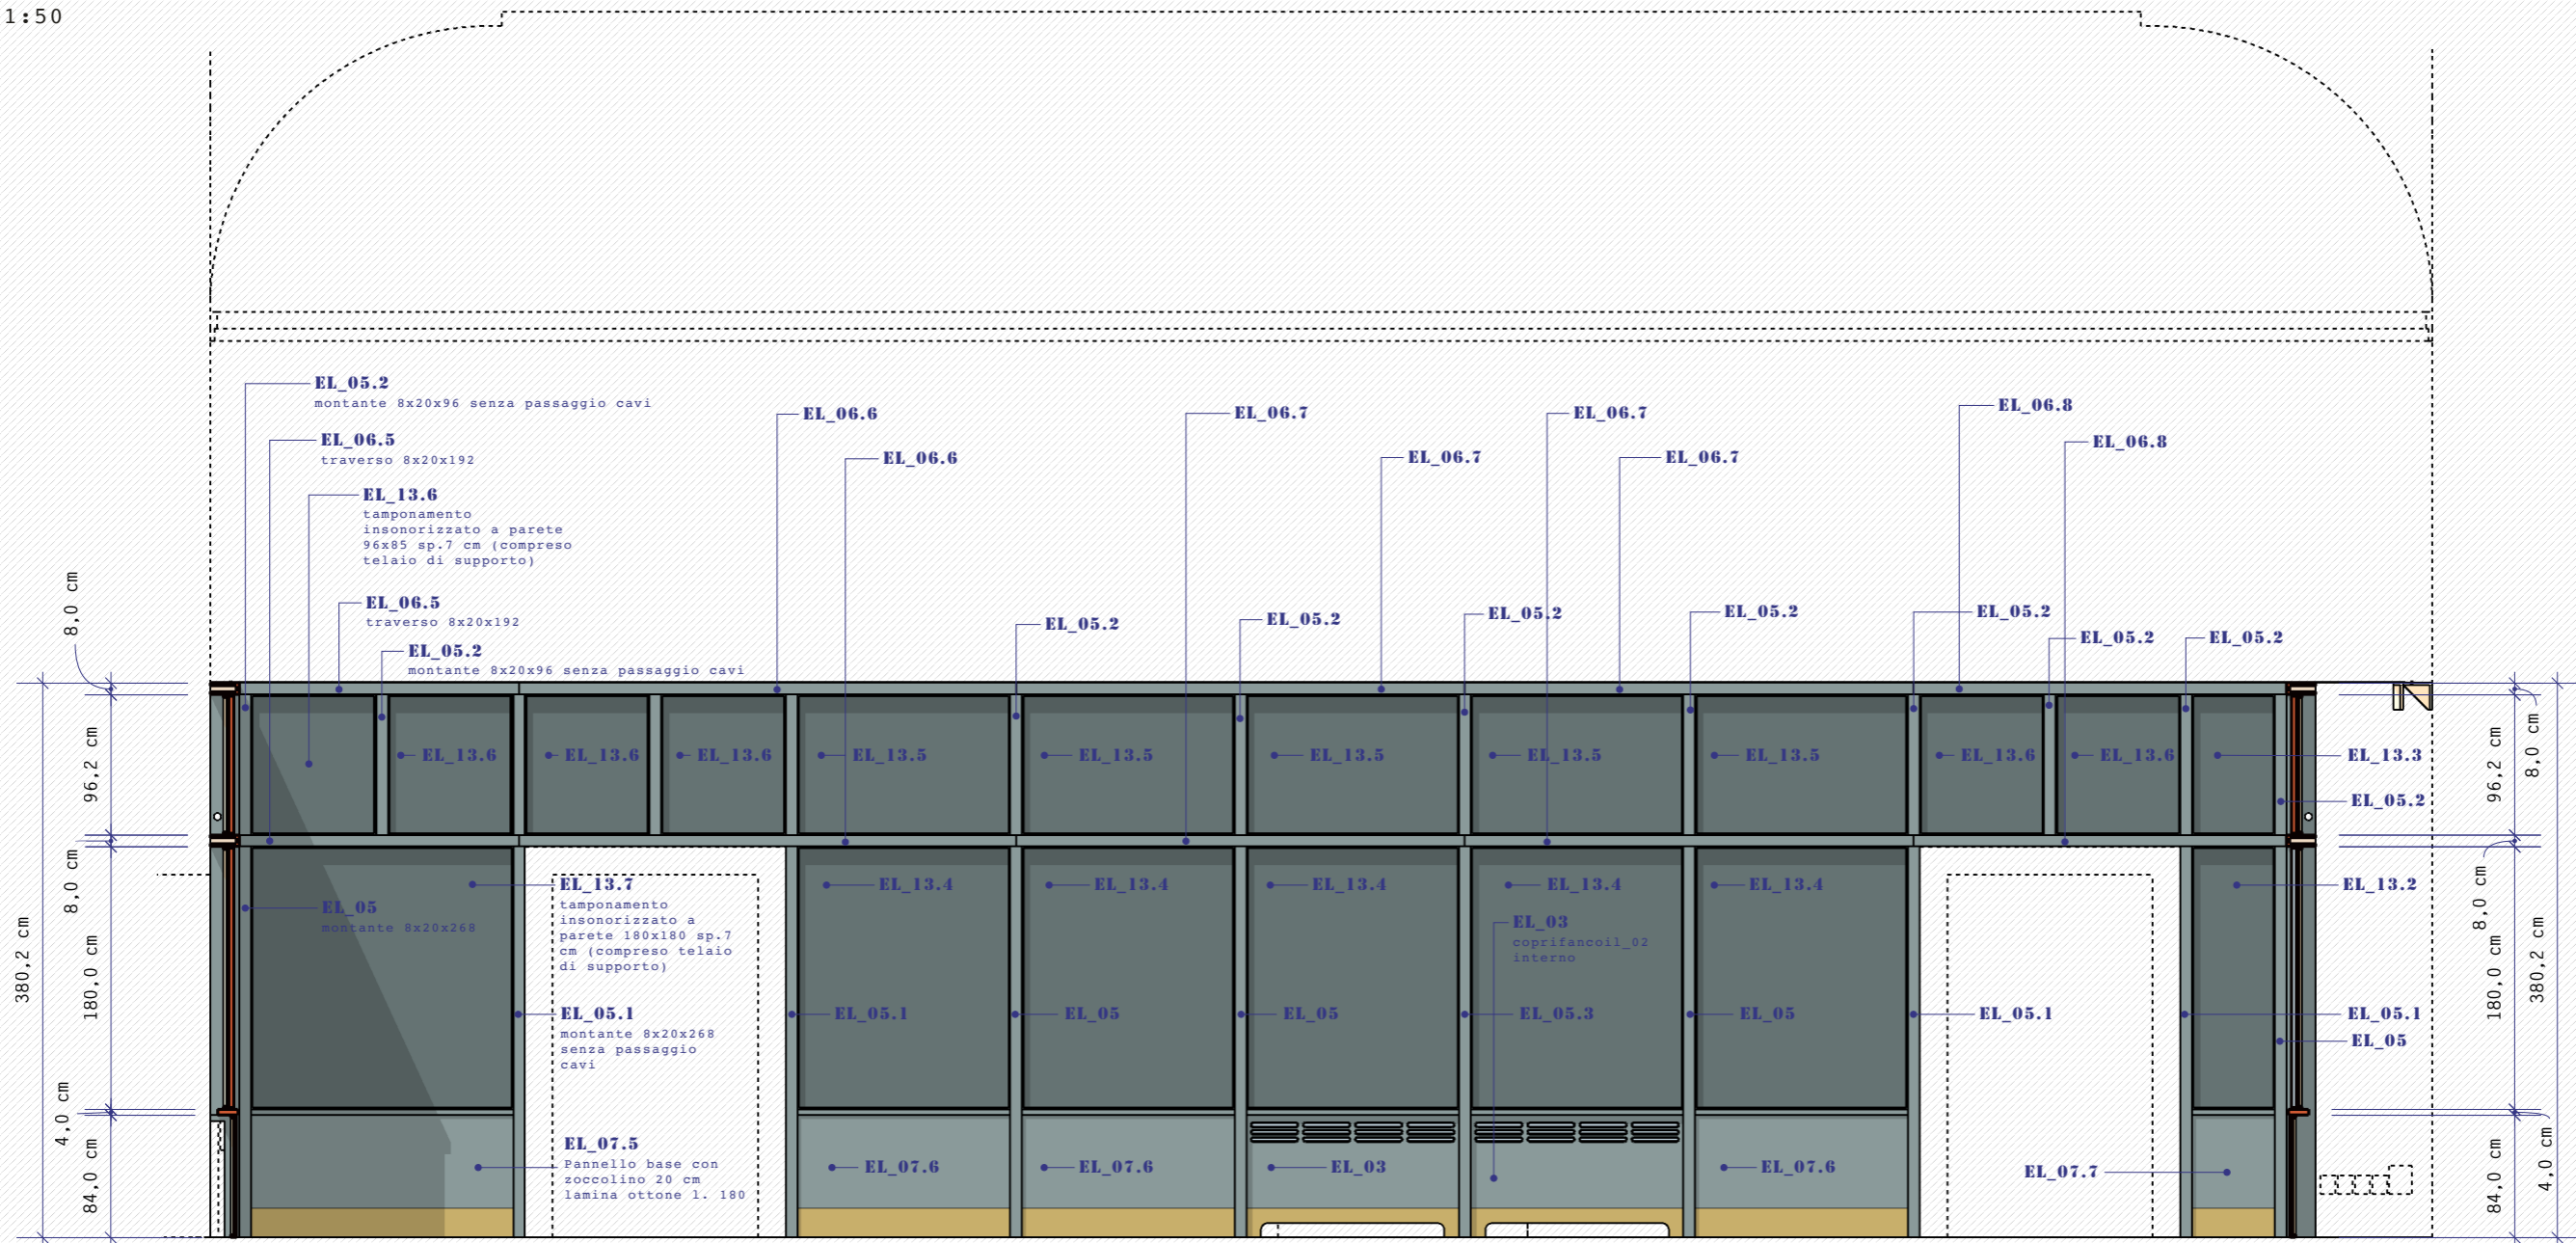 1:50
EL_05.2
montante 8x20x96 senza passaggio cavi
EL_06.5
traverso 8x20x192
EL_13.6
tamponamento
insonorizzato a parete
96x85 sp.7 cm (compreso
telaio di supporto)
EL_06.5
traverso 8x20x192
EL_05.2
montante 8x20x96 senza passaggio cavi
EL_06.6
EL_06.6
EL_06.7
EL_06.7
EL_06.7
EL_06.7
EL_06.8
EL_06.8
EL_05.2
EL_05.2
EL_05.2
EL_05.2
EL_05.2
EL_05.2
EL_05.2
EL_13.6
EL_13.6
EL_13.6
EL_13.5
EL_13.5
EL_13.5
EL_13.5
EL_13.5
EL_13.6
EL_13.6
EL_13.3
EL_05.2
EL_05
montante 8x20x268
EL_13.7
tamponamento
insonorizzato a
parete 180x180 sp.7
cm (compreso telaio
di supporto)
EL_13.4
EL_13.4
EL_13.4
EL_13.4
EL_13.4
EL_13.2
EL_03
coprifancoil_02
interno
EL_05.1
montante 8x20x268
senza passaggio
cavi
EL_05.1
EL_05
EL_05
EL_05.3
EL_05
EL_05.1
EL_05.1
EL_05
EL_07.5
Pannello base con
zoccolino 20 cm
lamina ottone l. 180
EL_07.6
EL_07.6
EL_03
EL_07.6
EL_07.7
8,0 cm
96,2 cm
8,0 cm
180,0 cm
4,0 cm
84,0 cm
380,2 cm
8,0 cm
96,2 cm
8,0 cm
180,0 cm
4,0 cm
84,0 cm
380,2 cm